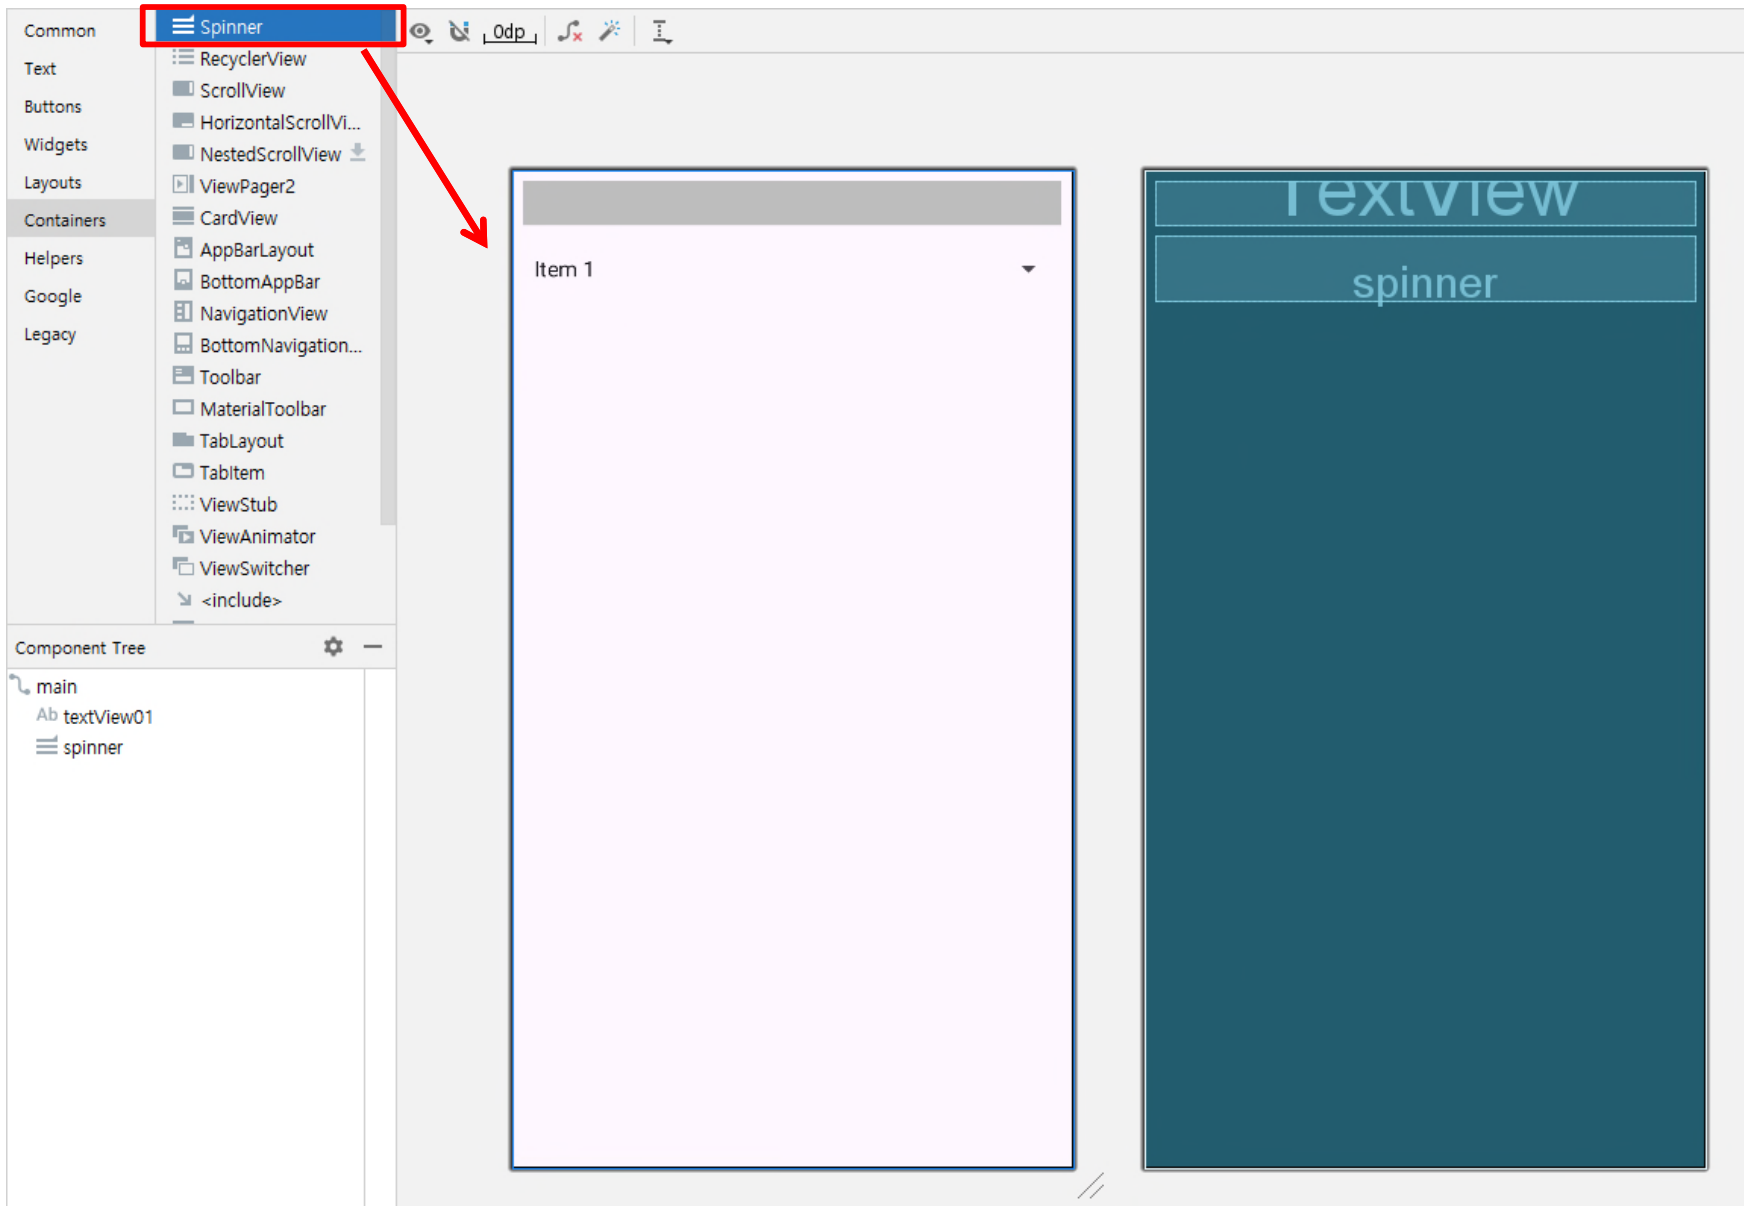 Common
Text
Buttons
Widgets
Layouts
Containers
Helpers
Google
Legacy
Spinner
RecyclerView
ScrollView
HorizontalScrollVi...
NestedScrollView
ViewPager2
CardView
AppBarLayout
BottomAppBar
NavigationView
BottomNavigation...
Toolbar
MaterialToolbar
TabLayout
TabItem
ViewStub
ViewAnimator
ViewSwitcher
<include>
0dp
Component Tree
main
Ab textView01
spinner
Item 1
TextView
spinner